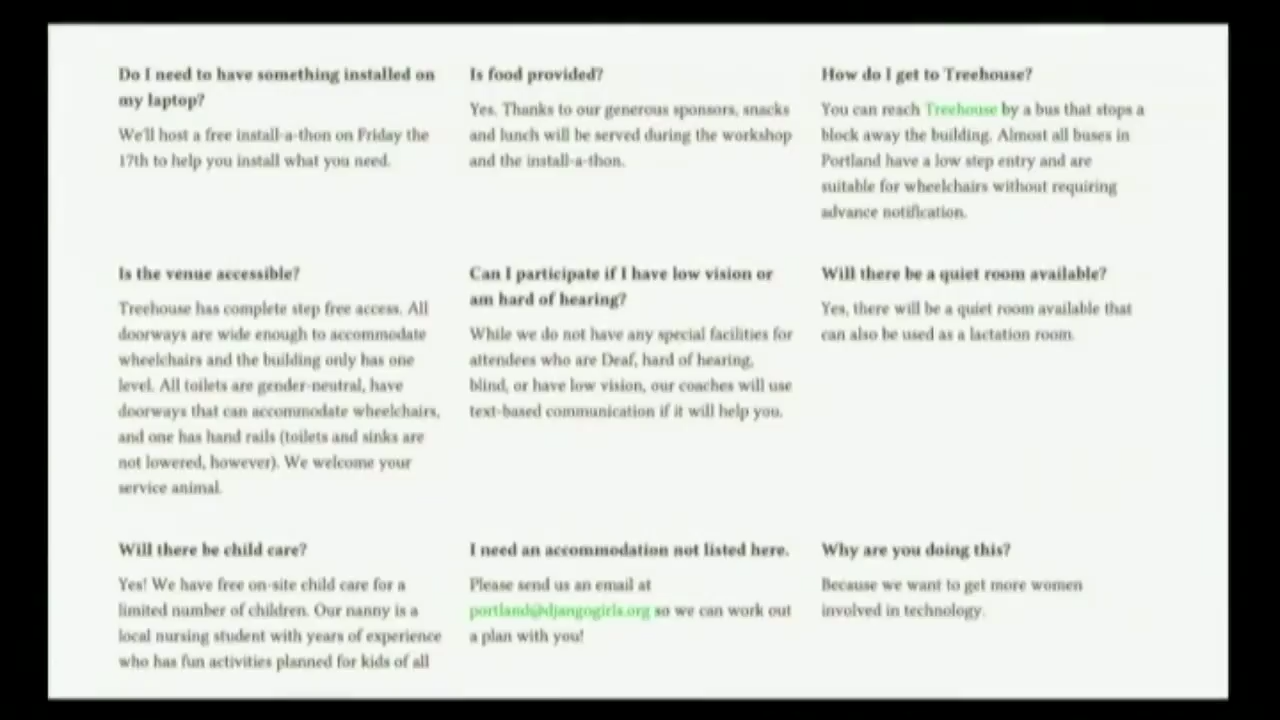 Do I need to have something installed on
my laptop?
We'll host a free install-a-thon on Friday the
17th to help you install what you need.
Is food provided?
Yes. Thanks to our generous sponsors, snacks
and lunch will be served during the workshop
and the install-a-thon.
How do I get to Treehouse?
You can reach Treehouse by a bus that stops a
block away the building. Almost all buses in
Portland have a low step entry and are
suitable for wheelchairs without requiring
advance notification.
Is the venue accessible?
Treehouse has complete step free access. All
doorways are wide enough to accommodate
wheelchairs and the building only has one
level. All toilets are gender-neutral, have
doorways that can accommodate wheelchairs,
and one has hand rails (toilets and sinks are
not lowered, however). We welcome your
service animal.
Can I participate if I have low vision or
am hard of hearing?
While we do not have any special facilities for
attendees who are Deaf, hard of hearing,
blind, or have low vision, our coaches will use
text-based communication if it will help you.
Will there be a quiet room available?
Yes, there will be a quiet room available that
can also be used as a lactation room.
Will there be child care?
Yes! We have free on-site child care for a
limited number of children. Our nanny is a
local nursing student with years of experience
who has fun activities planned for kids of all
I need an accommodation not listed here.
Please send us an email at
portland@djangogirls.org so we can work out
a plan with you!
Why are you doing this?
Because we want to get more women
involved in technology.